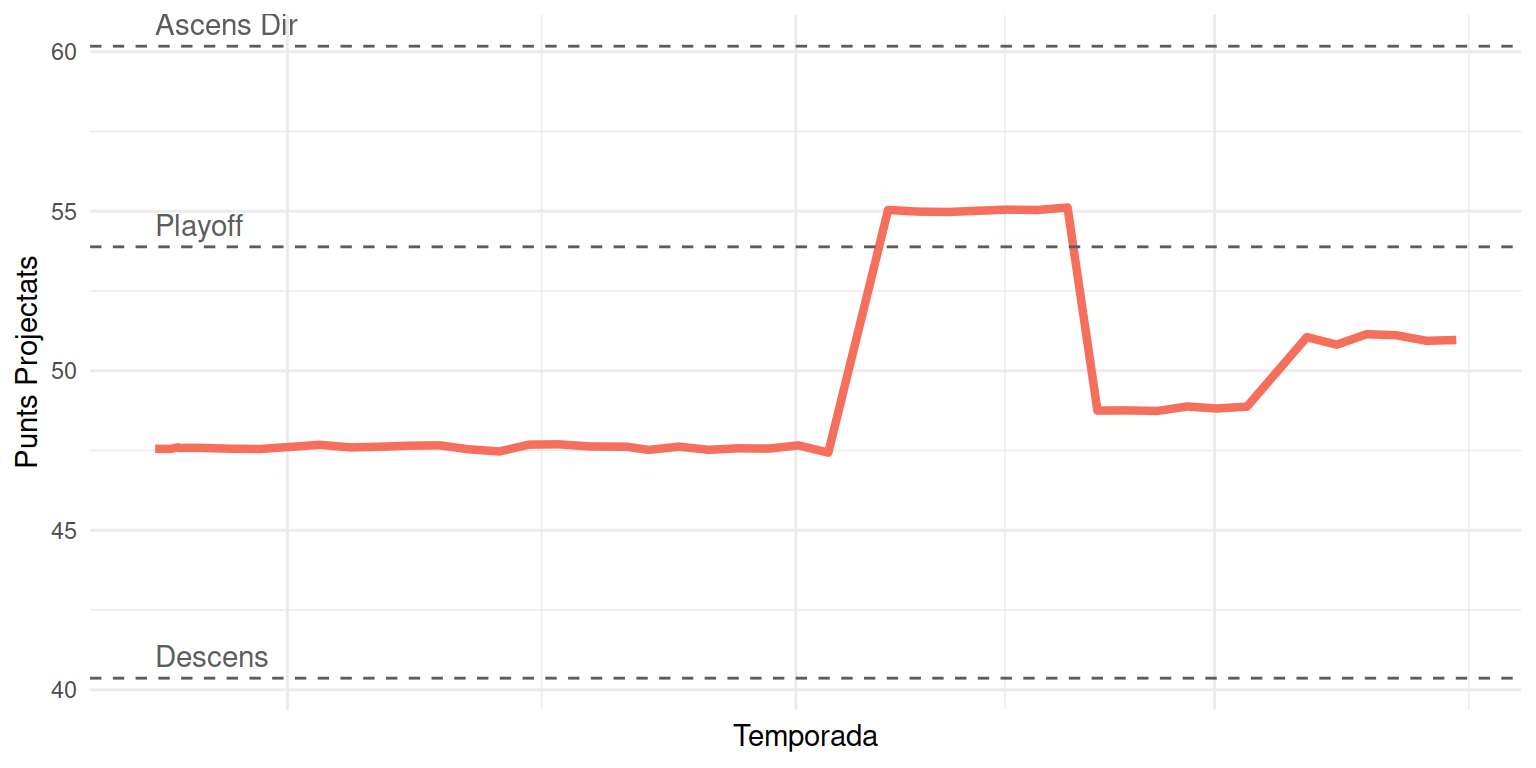 Ascens Dir
60
55
Playoff
50
45
Descens
40
Punts Projectats
Temporada